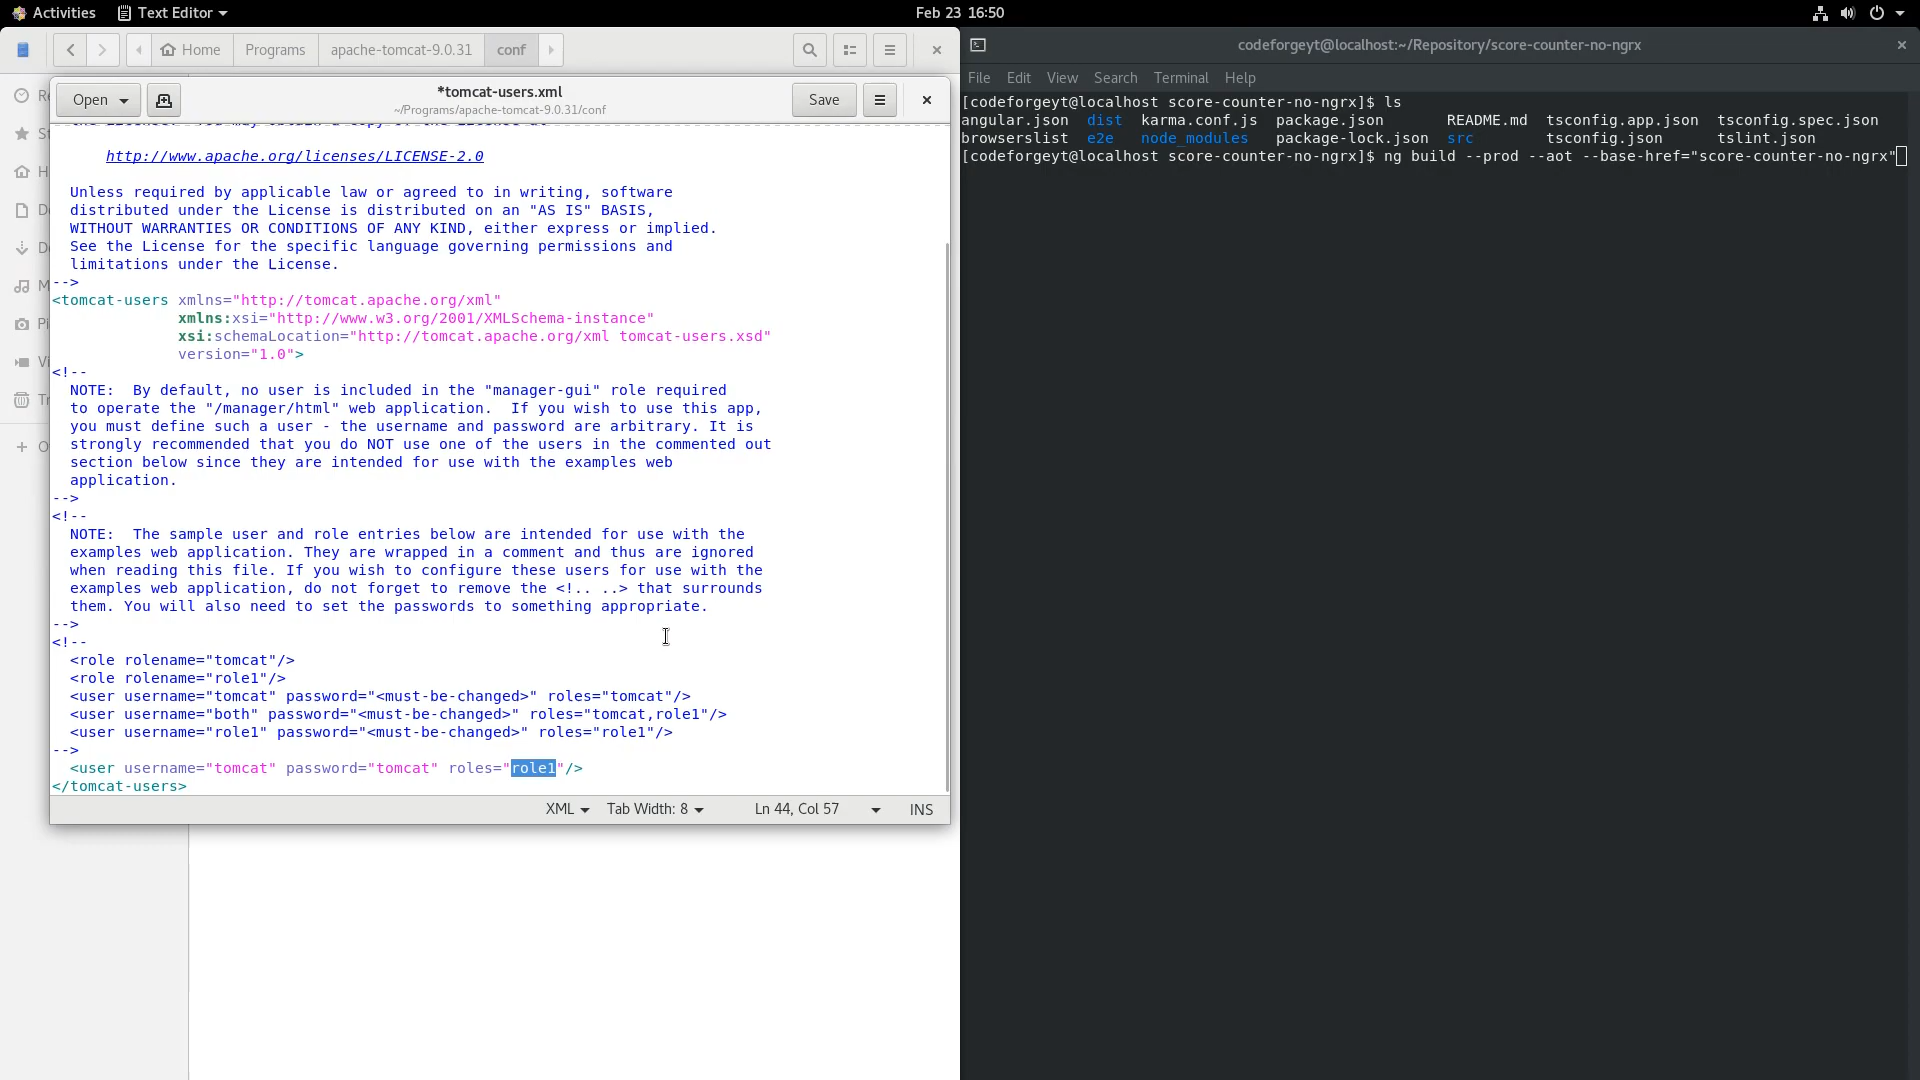 Activities
Text Editor
Feb 23 16:50
Home
Programs
apache-tomcat-9.0.31
conf
Open
*tomcat-users.xml
~/Programs/apache-tomcat-9.0.31/conf
Save
http://www.apache.org/licenses/LICENSE-2.0
Unless required by applicable law or agreed to in writing, software
distributed under the License is distributed on an "AS IS" BASIS,
WITHOUT WARRANTIES OR CONDITIONS OF ANY KIND, either express or implied.
See the License for the specific language governing permissions and
limitations under the License.
-->
<tomcat-users xmlns="http://tomcat.apache.org/xml"
xmlns:xsi="http://www.w3.org/2001/XMLSchema-instance"
xsi:schemaLocation="http://tomcat.apache.org/xml tomcat-users.xsd"
version="1.0">
<!--
NOTE:  By default, no user is included in the "manager-gui" role required
to operate the "/manager/html" web application.  If you wish to use this app,
you must define such a user - the username and password are arbitrary. It is
strongly recommended that you do NOT use one of the users in the commented out
section below since they are intended for use with the examples web
application.
-->
<!--
NOTE:  The sample user and role entries below are intended for use with the
examples web application. They are wrapped in a comment and thus are ignored
when reading this file. If you wish to configure these users for use with the
examples web application, do not forget to remove the <!.. ..> that surrounds
them. You will also need to set the passwords to something appropriate.
-->
<!--
<role rolename="tomcat"/>
<role rolename="role1"/>
<user username="tomcat" password="<must-be-changed>" roles="tomcat"/>
<user username="both" password="<must-be-changed>" roles="tomcat,role1"/>
<user username="role1" password="<must-be-changed>" roles="role1"/>
-->
<user username="tomcat" password="tomcat" roles="role1"/>
</tomcat-users>
XML
Tab Width: 8
Ln 44, Col 57
INS
codeforgeyt@localhost:~/Repository/score-counter-no-ngrx
File Edit View Search Terminal Help
[codeforgeyt@localhost score-counter-no-ngrx]$ ls
angular.json  dist  karma.conf.js  package.json  README.md  tsconfig.app.json  tsconfig.spec.json
browserslist  e2e  node_modules  package-lock.json  src  tsconfig.json  tslint.json
[codeforgeyt@localhost score-counter-no-ngrx]$ ng build --prod --aot --base-href="score-counter-no-ngrx"